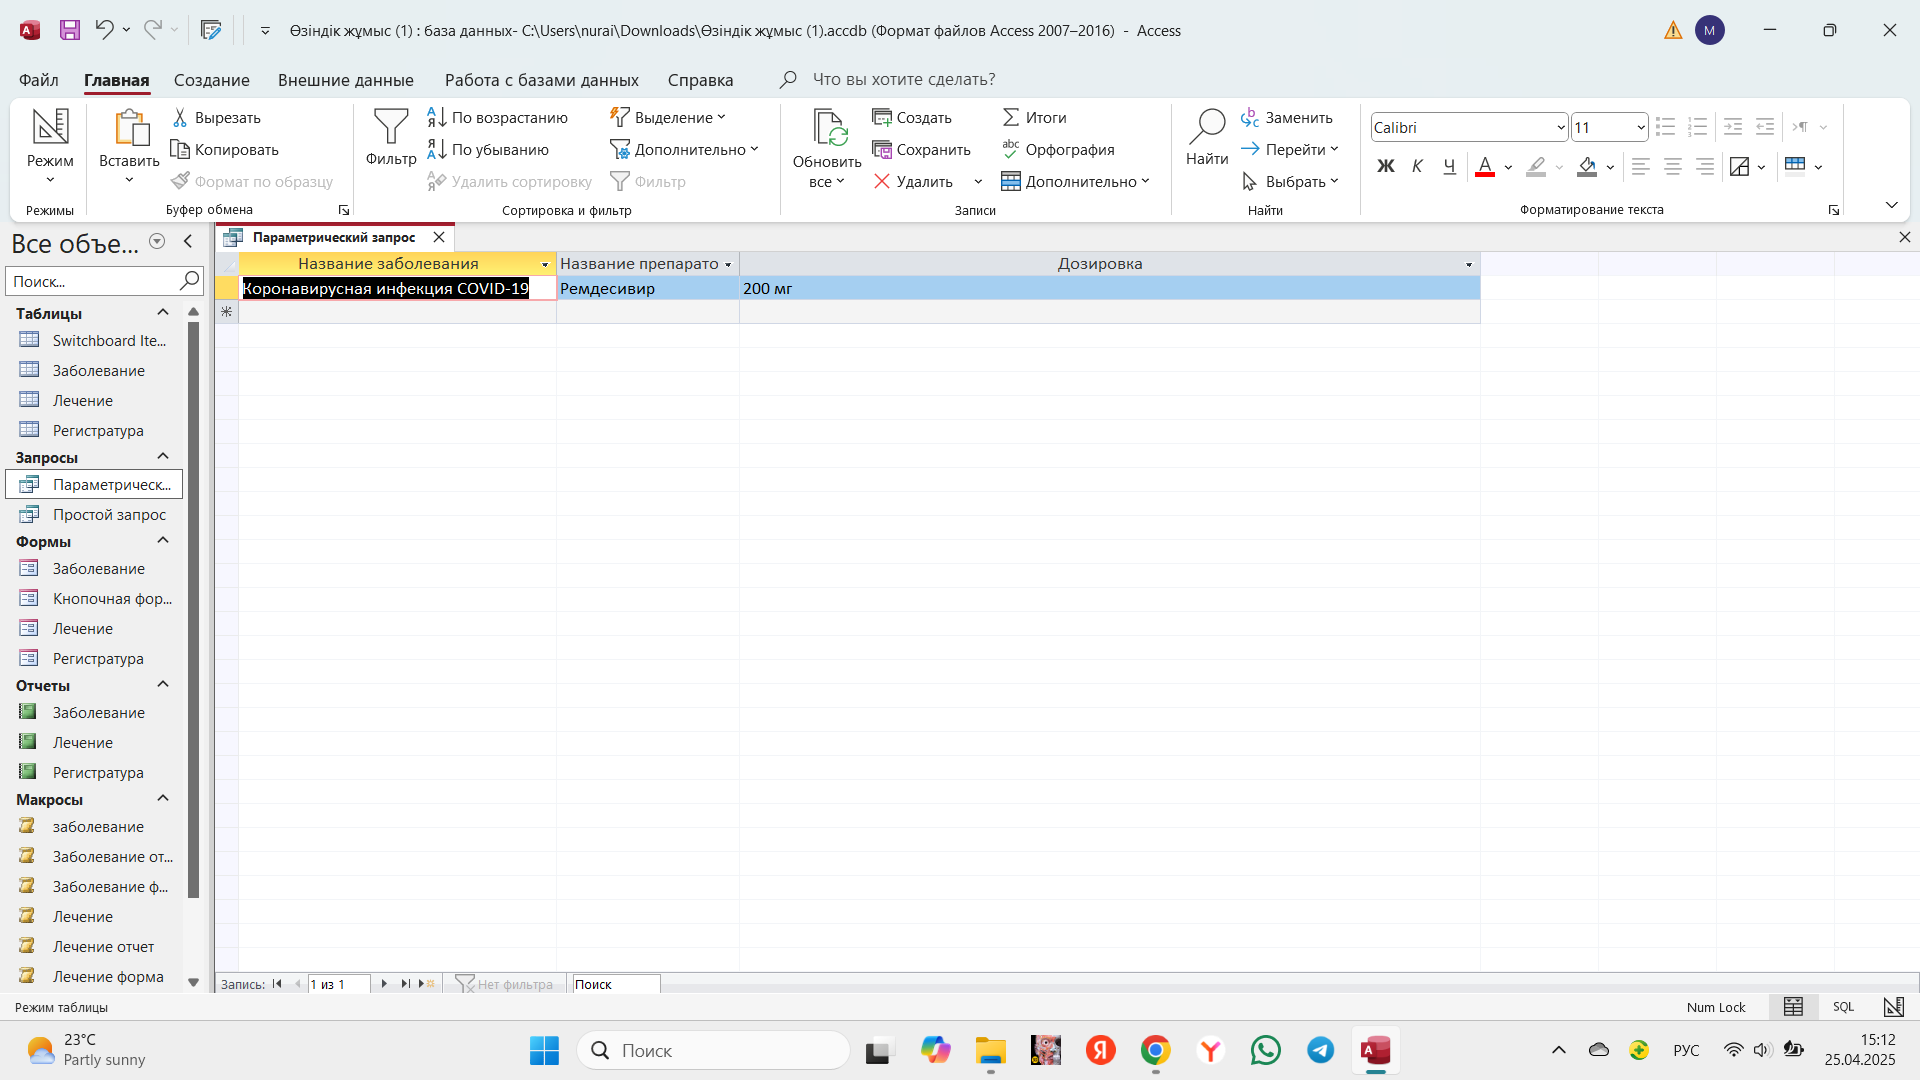 Өзіндік жұмыс (1) : база данных- C:\Users\nurai\Downloads\Өзіндік жұмыс (1).accdb (Формат файлов Access 2007–2016) - Access
M
Файл Главная Создание Внешние данные Работа с базами данных Справка Что вы хотите сделать?
Режим
Режимы
Вставить
Вырезать
Копировать
Формат по образцу
Буфер обмена
Фильтр
По возрастанию
По убыванию
Удалить сортировку
Выделение
Дополнительно
Фильтр
Сортировка и фильтр
Обновить
все
Создать
Сохранить
Удалить
Итоги
Орфография
Дополнительно
Записи
Найти
Заменить
Перейти
Выбрать
Найти
Calibri 11
Ж К Ч
Форматирование текста
Все объе...
Поиск...
Таблицы
Switchboard Ite...
Заболевание
Лечение
Регистратура
Запросы
Параметрическ...
Простой запрос
Формы
Заболевание
Кнопочная фор...
Лечение
Регистратура
Отчеты
Заболевание
Лечение
Регистратура
Макросы
заболевание
Заболевание от...
Заболевание ф...
Лечение
Лечение отчет
Лечение форма
Параметрический запрос
Название заболевания Название препарато Дозировка
Коронавирусная инфекция COVID-19 Ремдесивир 200 мг
Запись: 1 из 1 Нет фильтра Поиск
Режим таблицы Num Lock SQL
23°C
Partly sunny
Поиск
РУС
15:12
25.04.2025